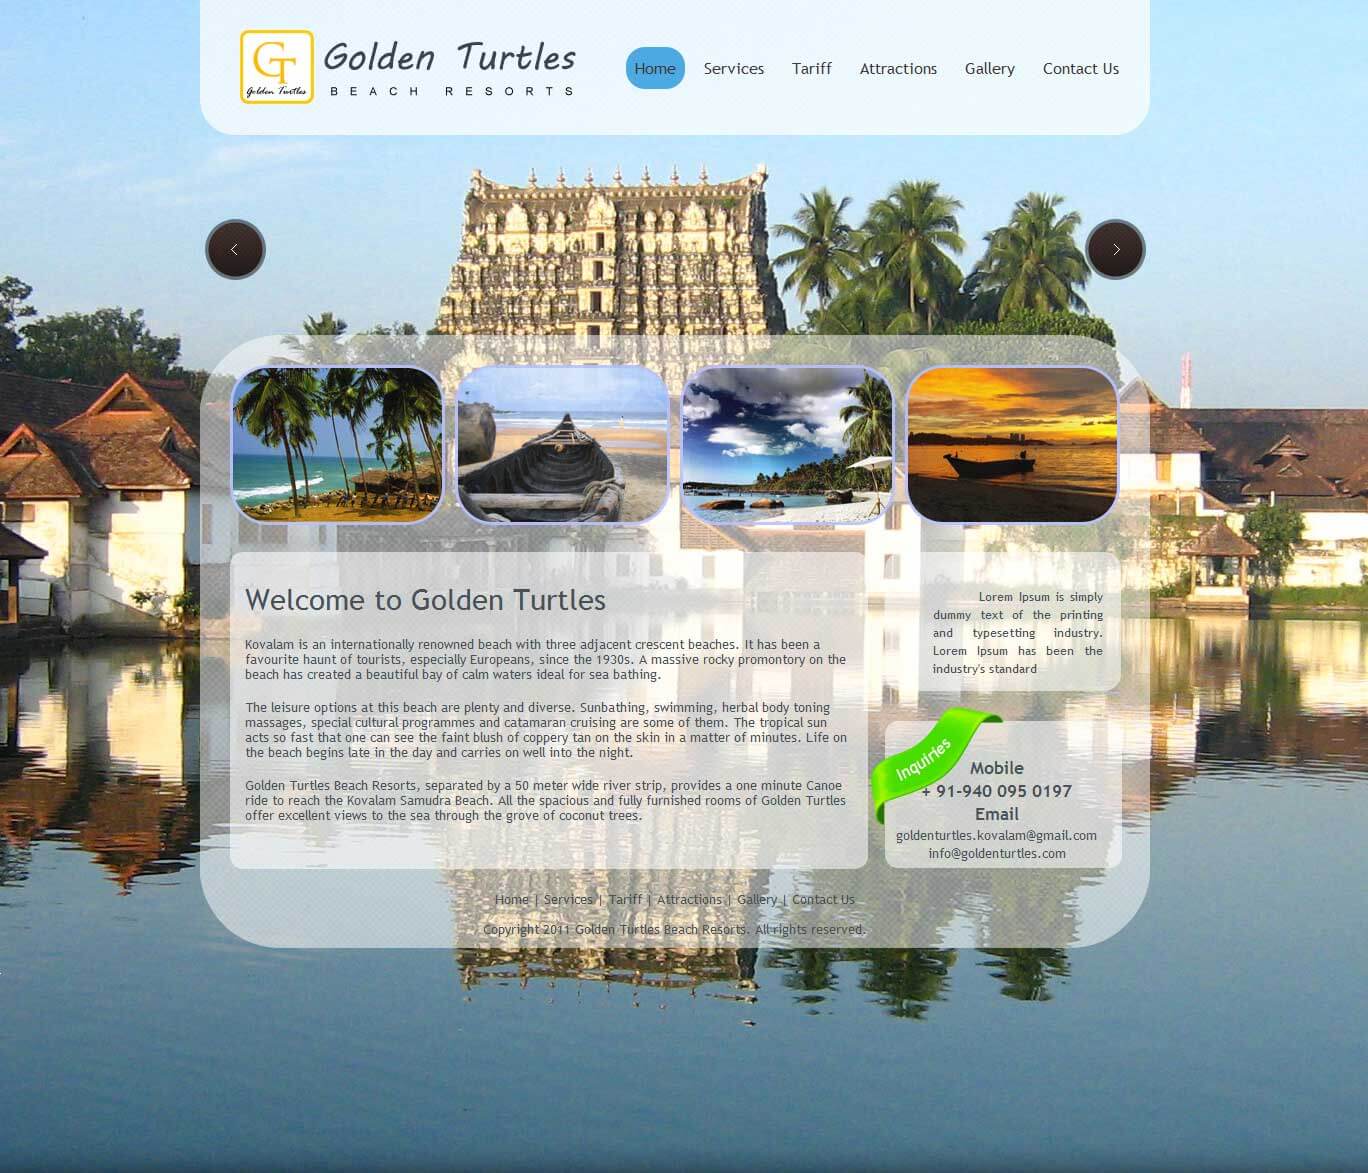 GT
Golden Turtles
Golden Turtles
BEACH RESORTS
Home Services Tariff Attractions Gallery Contact Us
Welcome to Golden Turtles
Kovalam is an internationally renowned beach with three adjacent crescent beaches. It has been a
favourite haunt of tourists, especially Europeans, since the 1930s. A massive rocky promontory on the
beach has created a beautiful bay of calm waters ideal for sea bathing.
The leisure options at this beach are plenty and diverse. Sunbathing, swimming, herbal body toning
massages, special cultural programmes and catamaran cruising are some of them. The tropical sun
acts so fast that one can see the faint blush of coppery tan on the skin in a matter of minutes. Life on
the beach begins late in the day and carries on well into the night.
Golden Turtles Beach Resorts, separated by a 50 meter wide river strip, provides a one minute Canoe
ride to reach the Kovalam Samudra Beach. All the spacious and fully furnished rooms of Golden Turtles
offer excellent views to the sea through the grove of coconut trees.
Lorem Ipsum is simply
dummy text of the printing
and typesetting industry.
Lorem Ipsum has been the
industry's standard
Inquiries
Mobile
+ 91-940 095 0197
Email
goldenturtles.kovalam@gmail.com
info@goldenturtles.com
Home | Services | Tariff | Attractions | Gallery | Contact Us
Copyright 2011 Golden Turtles Beach Resorts. All rights reserved.